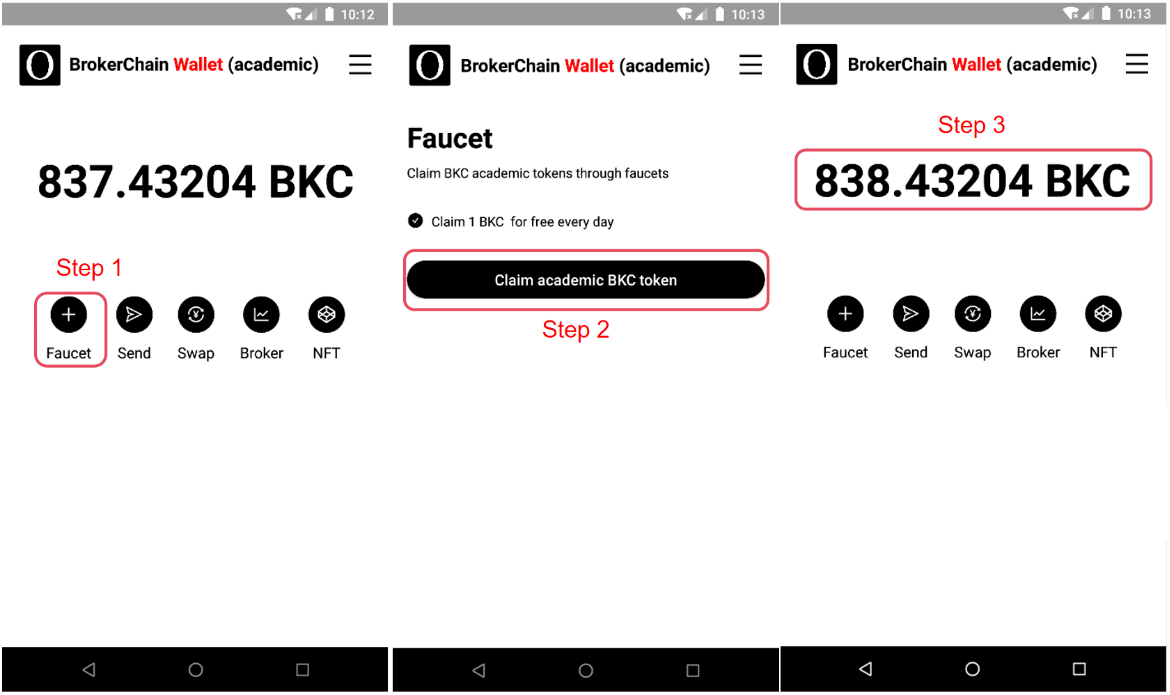 10:12
O BrokerChain Wallet (academic)
837.43204 BKC
Step 1
Faucet Send Swap Broker NFT
10:13
O BrokerChain Wallet (academic)
Faucet
Claim BKC academic tokens through faucets
Claim 1 BKC for free every day
Claim academic BKC token
Step 2
10:13
O BrokerChain Wallet (academic)
Step 3
838.43204 BKC
Faucet Send Swap Broker NFT